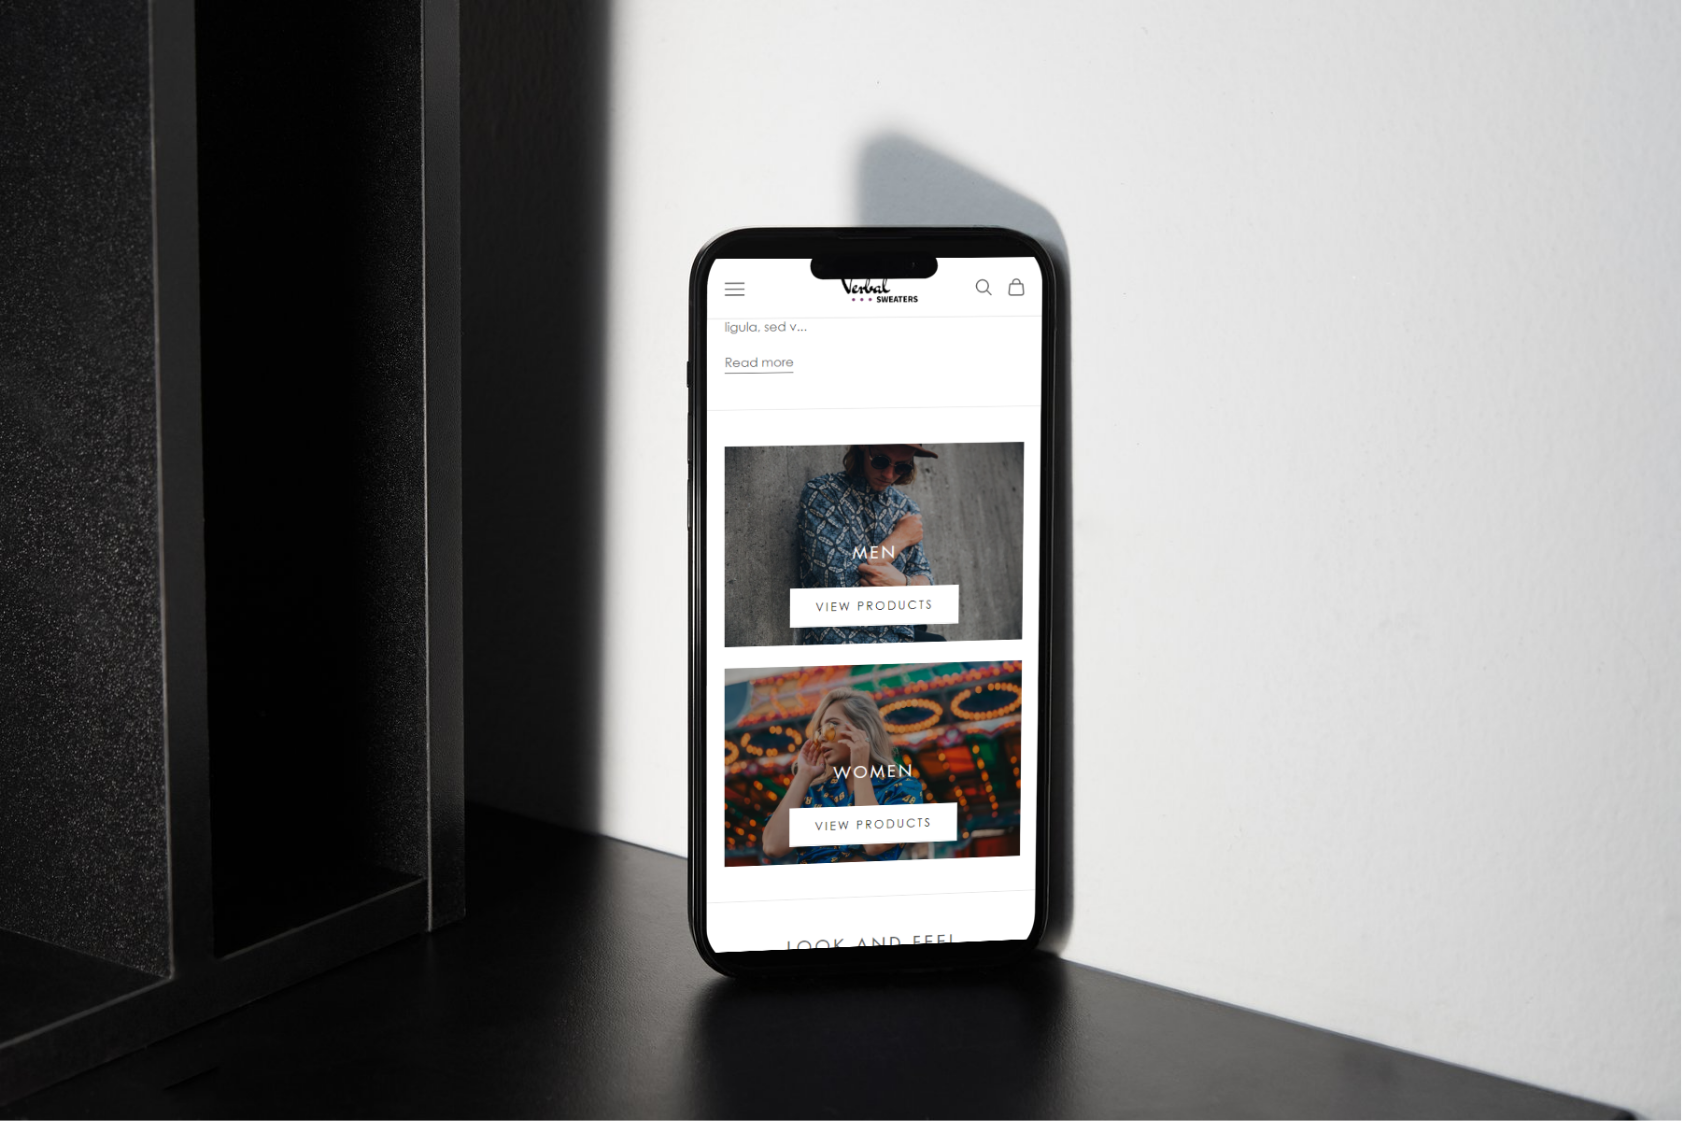 Verbal
SWEATERS
ligula, sed v...
Read more
MEN
VIEW PRODUCTS
WOMEN
VIEW PRODUCTS
LOOK AND FEEL